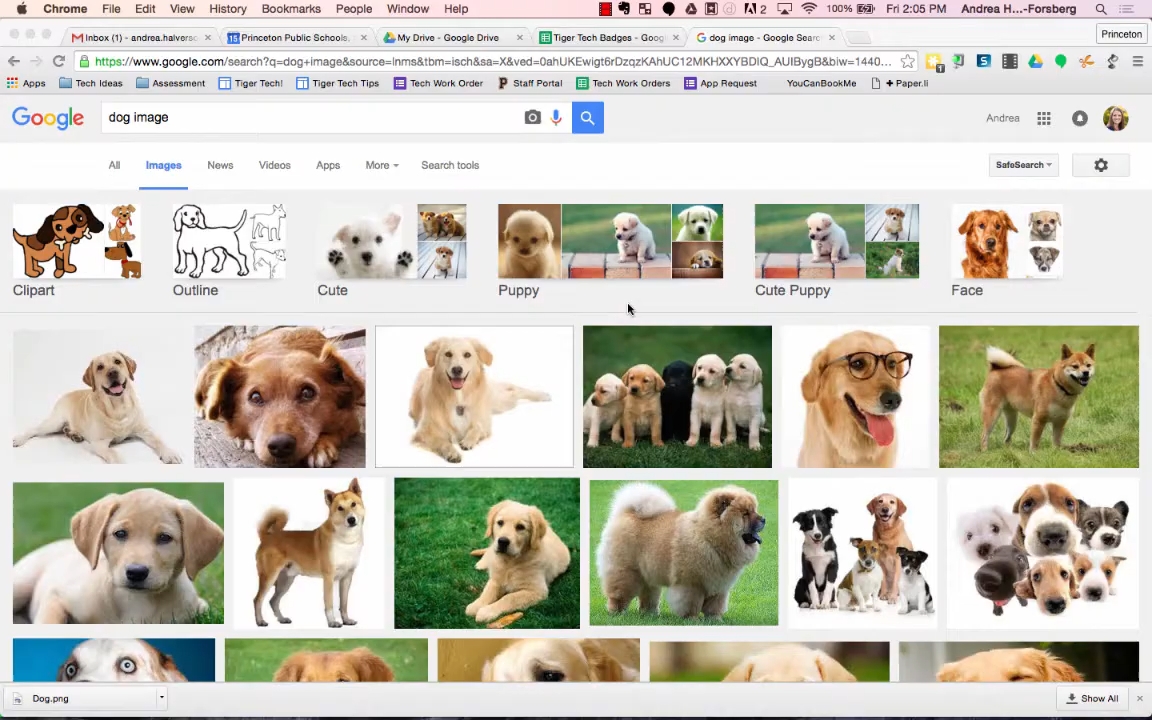 Chrome File Edit View History Bookmarks People Window Help 2 100% Fri 2:05 PM Andrea H...-Forsberg
Inbox (1) - andrea.halverso Princeton Public Schools, My Drive - Google Drive Tiger Tech Badges - Goog dog image - Google Searc Princeton
https://www.google.com/search?q=dog+image&source=lnms&tbm=isch&sa=X&ved=0ahUKEwigt6rDzqzKAhUC12MKHXXYBDIQ_AUIBygB&biw=1440... 1
Apps Tech Ideas Assessment Tiger Tech! Tiger Tech Tips Tech Work Order Staff Portal Tech Work Orders App Request YouCanBookMe + Paper.li
Google dog image Andrea
All Images News Videos Apps More Search tools SafeSearch
Clipart Outline Cute Puppy Cute Puppy Face
Dog.png Show All